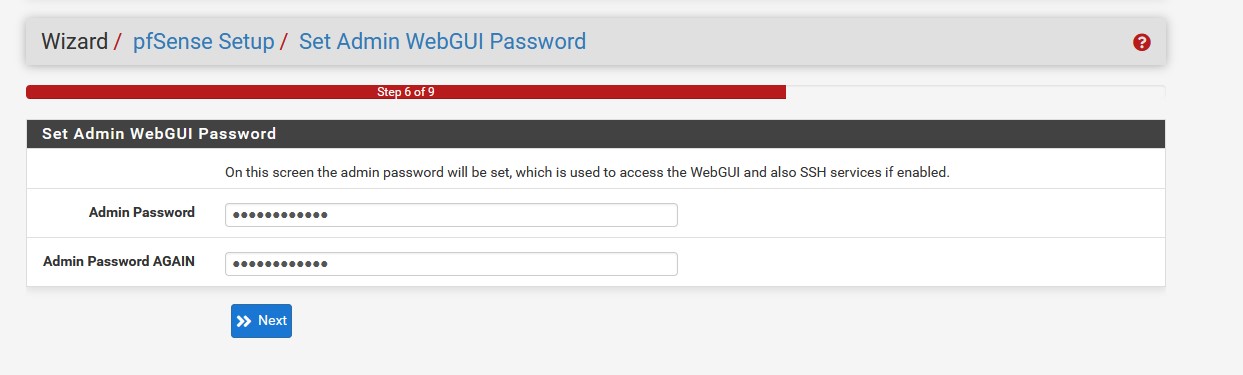 Wizard / pfSense Setup / Set Admin WebGUI Password
Step 6 of 9
Set Admin WebGUI Password
On this screen the admin password will be set, which is used to access the WebGUI and also SSH services if enabled.
Admin Password ••••••••••••
Admin Password AGAIN ••••••••••••
Next